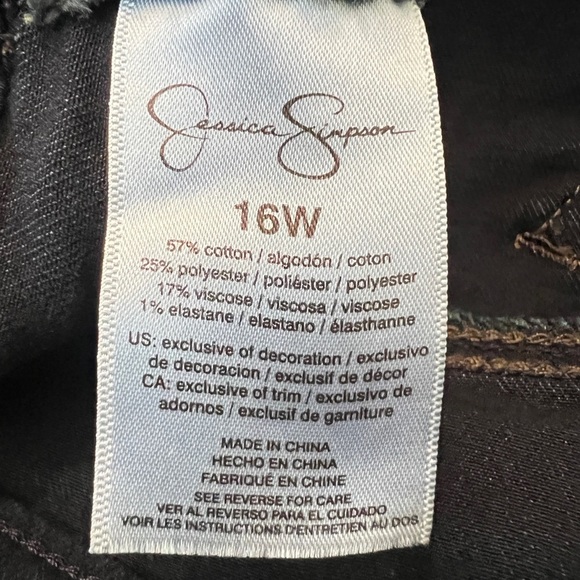 Jessica Simpson
16W
57% cotton / algodón / coton
25% polyester / poliéster / polyester
17% viscose / viscosa / viscose
1% elastane / elastano / élasthanne
US: exclusive of decoration / exclusivo
de decoracion / exclusif de décor
CA: exclusive of trim / exclusivo de
adornos / exclusif de garniture
MADE IN CHINA
HECHO EN CHINA
FABRIQUÉ EN CHINE
SEE REVERSE FOR CARE
VER AL REVERSO PARA EL CUIDADO
VOIR LES INSTRUCTIONS D'ENTRETIEN AU DOS